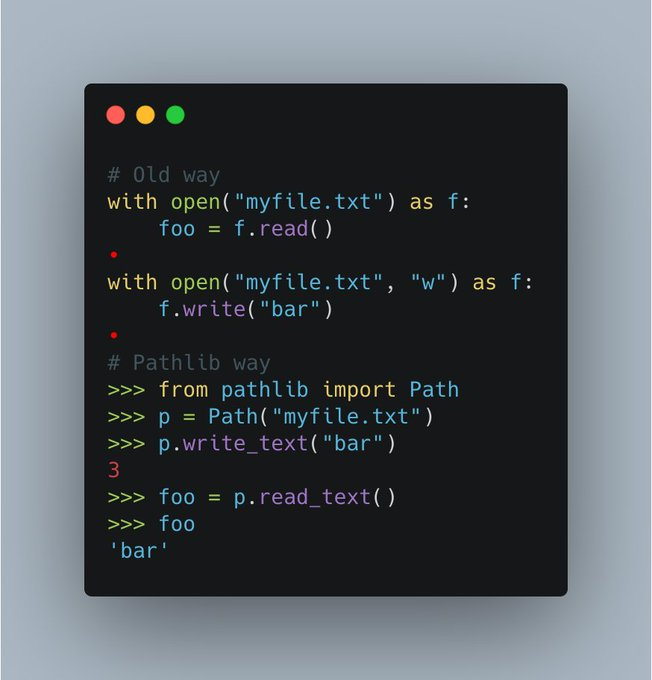 # Old way
with open("myfile.txt") as f:
    foo = f.read()
•
with open("myfile.txt", "w") as f:
    f.write("bar")
•
# Pathlib way
>>> from pathlib import Path
>>> p = Path("myfile.txt")
>>> p.write_text("bar")
3
>>> foo = p.read_text()
>>> foo
'bar'